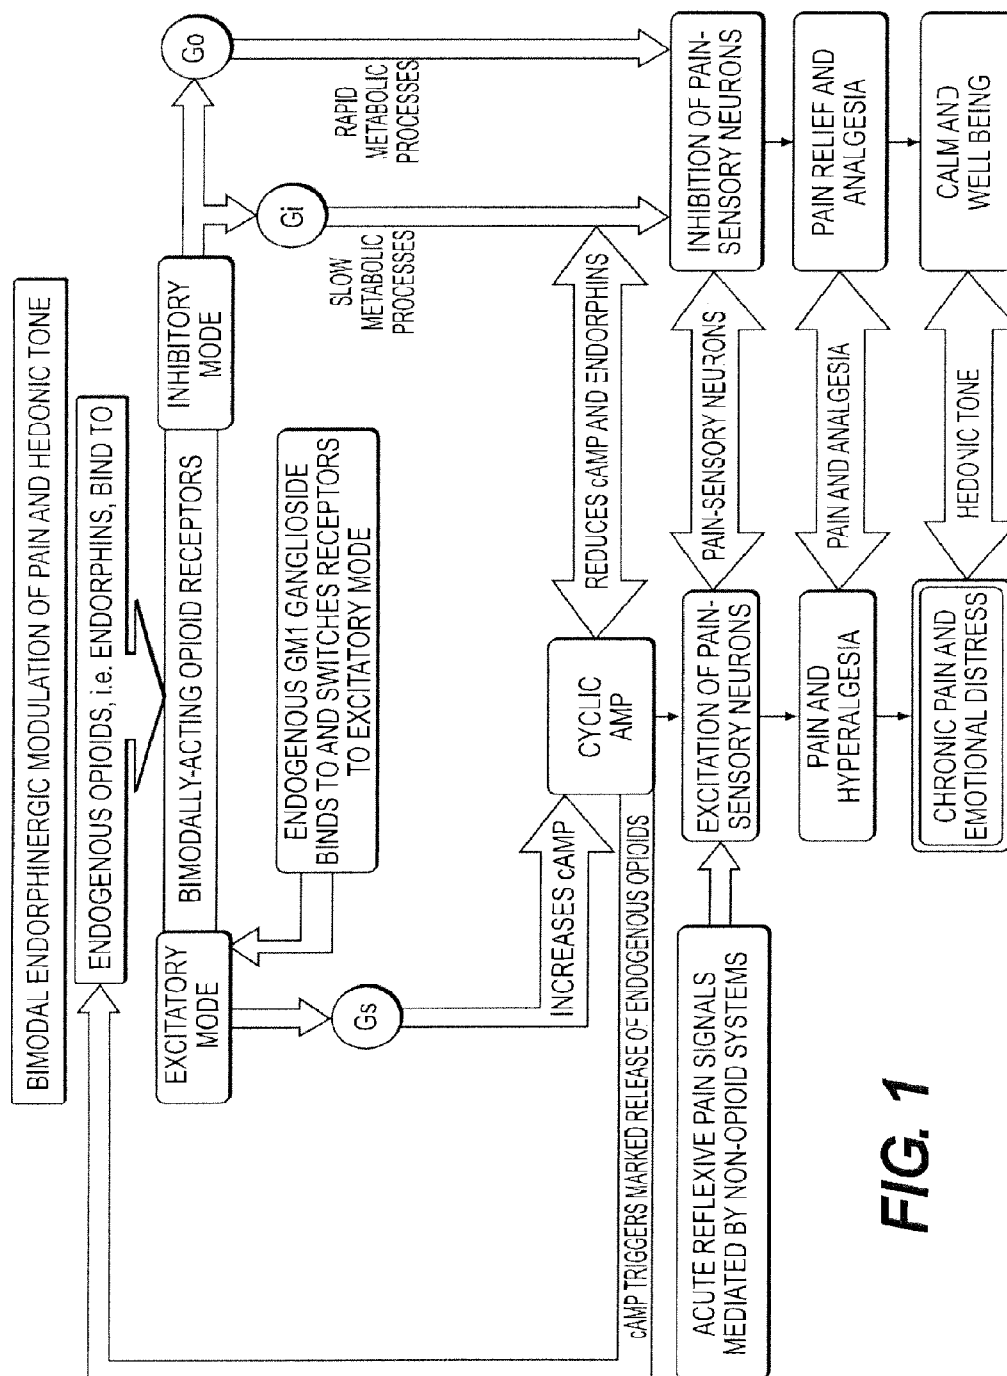 BIMODAL ENDORPHINERGIC MODULATION OF PAIN AND HEDONIC TONE
ENDOGENOUS OPIOIDS, i.e. ENDORPHINS, BIND TO
EXCITATORY
MODE
BIMODALLY-ACTING OPIOID RECEPTORS
INHIBITORY
MODE
Go
Gi
ENDOGENOUS GM1 GANGLIOSIDE
BINDS TO AND SWITCHES RECEPTORS
TO EXCITATORY MODE
Gs
SLOW
METABOLIC
PROCESSES
RAPID
METABOLIC
PROCESSES
INCREASES cAMP
CYCLIC
AMP
REDUCES cAMP AND ENDORPHINS
cAMP TRIGGERS MARKED RELEASE OF ENDOGENOUS OPIOIDS
ACUTE REFLEXIVE PAIN SIGNALS
MEDIATED BY NON-OPIOID SYSTEMS
EXCITATION OF PAIN-
SENSORY NEURONS
PAIN-SENSORY NEURONS
INHIBITION OF PAIN-
SENSORY NEURONS
PAIN AND
HYPERALGESIA
PAIN AND ANALGESIA
PAIN RELIEF AND
ANALGESIA
CHRONIC PAIN AND
EMOTIONAL DISTRESS
HEDONIC TONE
CALM AND
WELL BEING
FIG. 1